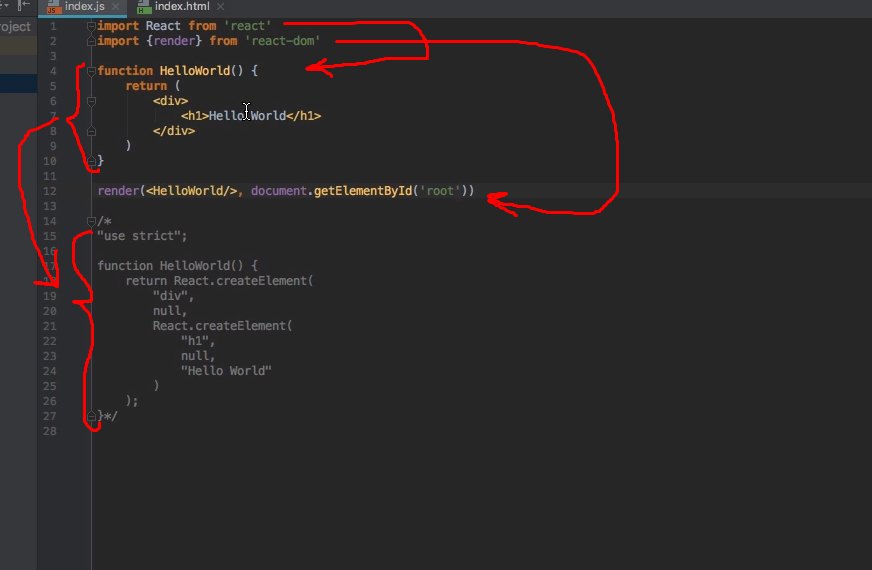 index.js index.html
roject
1 import React from 'react'
2 import {render} from 'react-dom'
3
4 function HelloWorld() {
5 return (
6 <div>
7 <h1>Hello World</h1>
8 </div>
9 )
10 }
11
12 render(<HelloWorld/>, document.getElementById('root'))
13
14 /*
15 "use strict";
16
17 function HelloWorld() {
18 return React.createElement(
19 "div",
20 null,
21 React.createElement(
22 "h1",
23 null,
24 "Hello World"
25 )
26 );
27 }*/
28